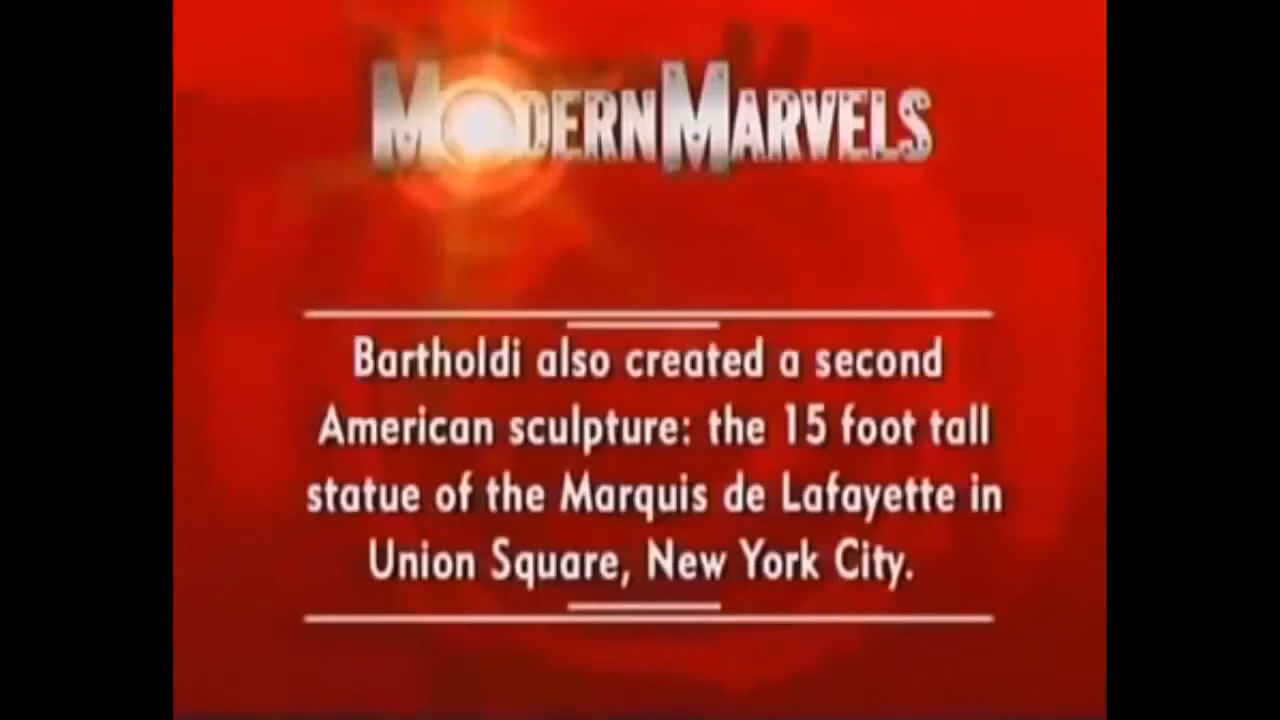 MODERN MARVELS
Bartholdi also created a second
American sculpture: the 15 foot tall
statue of the Marquis de Lafayette in
Union Square, New York City.